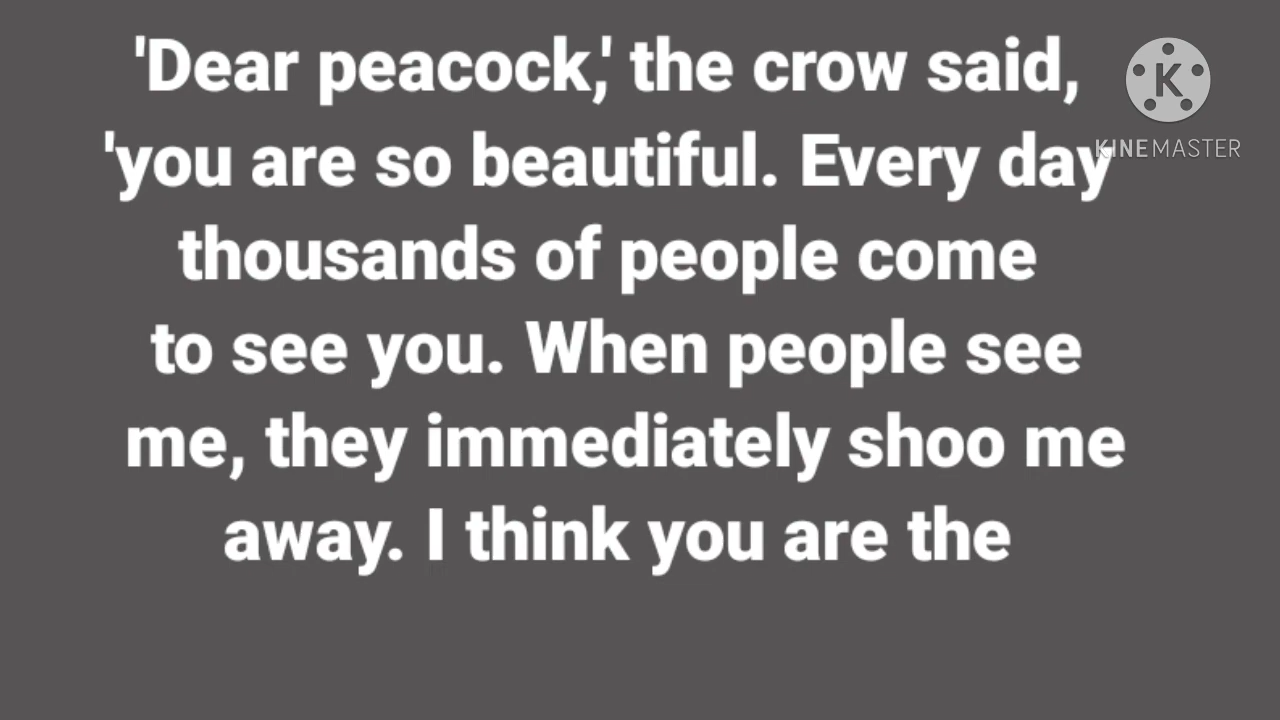 'Dear peacock,' the crow said,
'you are so beautiful. Every day
thousands of people come
to see you. When people see
me, they immediately shoo me
away. I think you are the
K
KINEMASTER